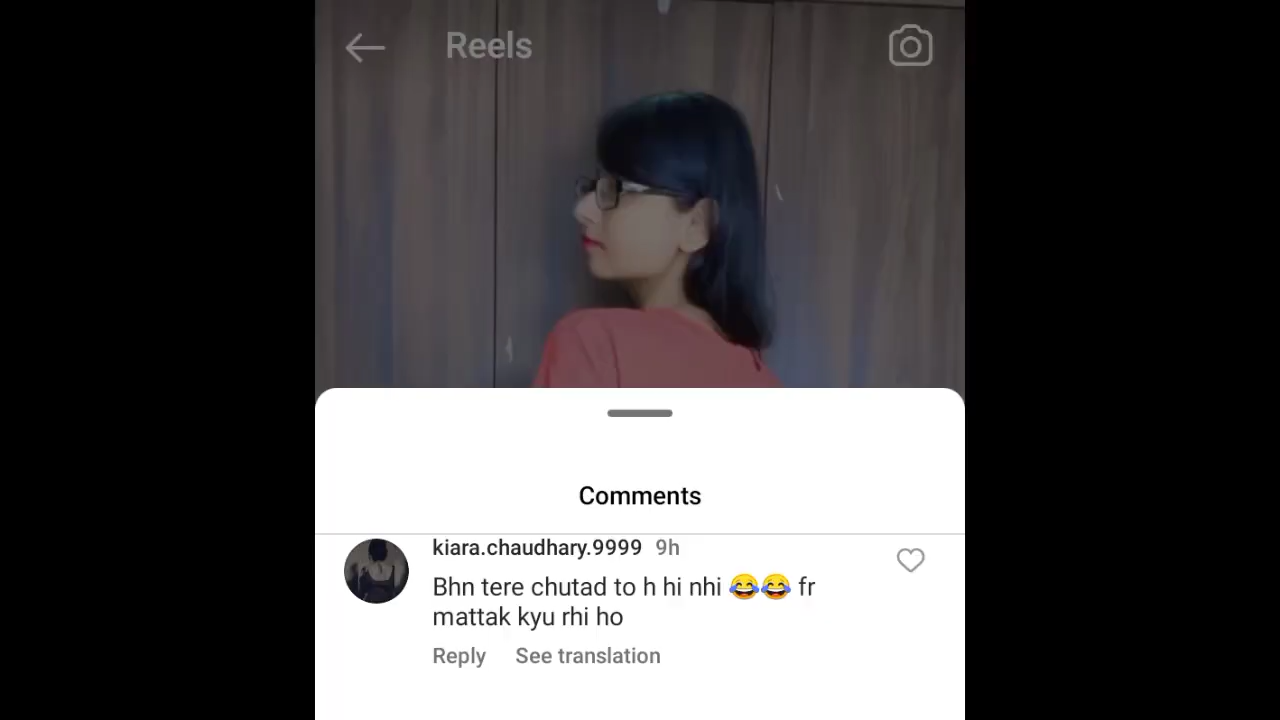 Reels
Comments
kiara.chaudhary.9999 9h
Bhn tere chutad to h hi nhi 😂😂 fr
mattak kyu rhi ho
Reply See translation